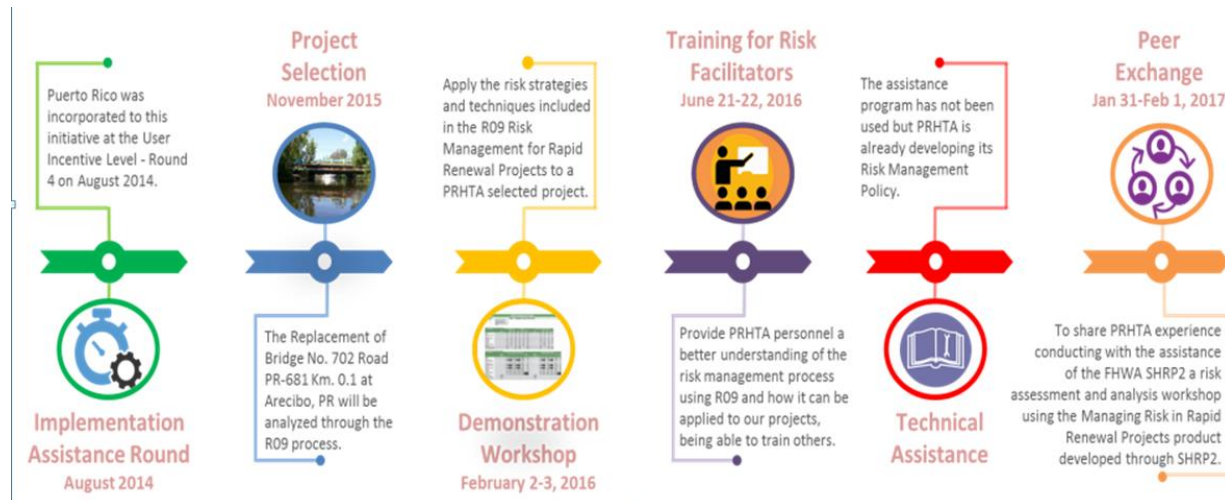 Puerto Rico was
incorporated to this
initiative at the User
Incentive Level - Round
4 on August 2014.
Implementation
Assistance Round
August 2014
Project
Selection
November 2015
The Replacement of
Bridge No. 702 Road
PR-681 Km. 0.1 at
Arecibo, PR will be
analyzed through the
R09 process.
Apply the risk strategies
and techniques included
in the R09 Risk
Management for Rapid
Renewal Projects to a
PRHTA selected project.
Demonstration
Workshop
February 2-3, 2016
Training for Risk
Facilitators
June 21-22, 2016
Provide PRHTA personnel a
better understanding of the
risk management process
using R09 and how it can be
applied to our projects,
being able to train others.
The assistance
program has not been
used but PRHTA is
already developing its
Risk Management
Policy.
Technical
Assistance
Peer
Exchange
Jan 31-Feb 1, 2017
To share PRHTA experience
conducting with the assistance
of the FHWA SHRP2 a risk
assessment and analysis workshop
using the Managing Risk in Rapid
Renewal Projects product
developed through SHRP2.